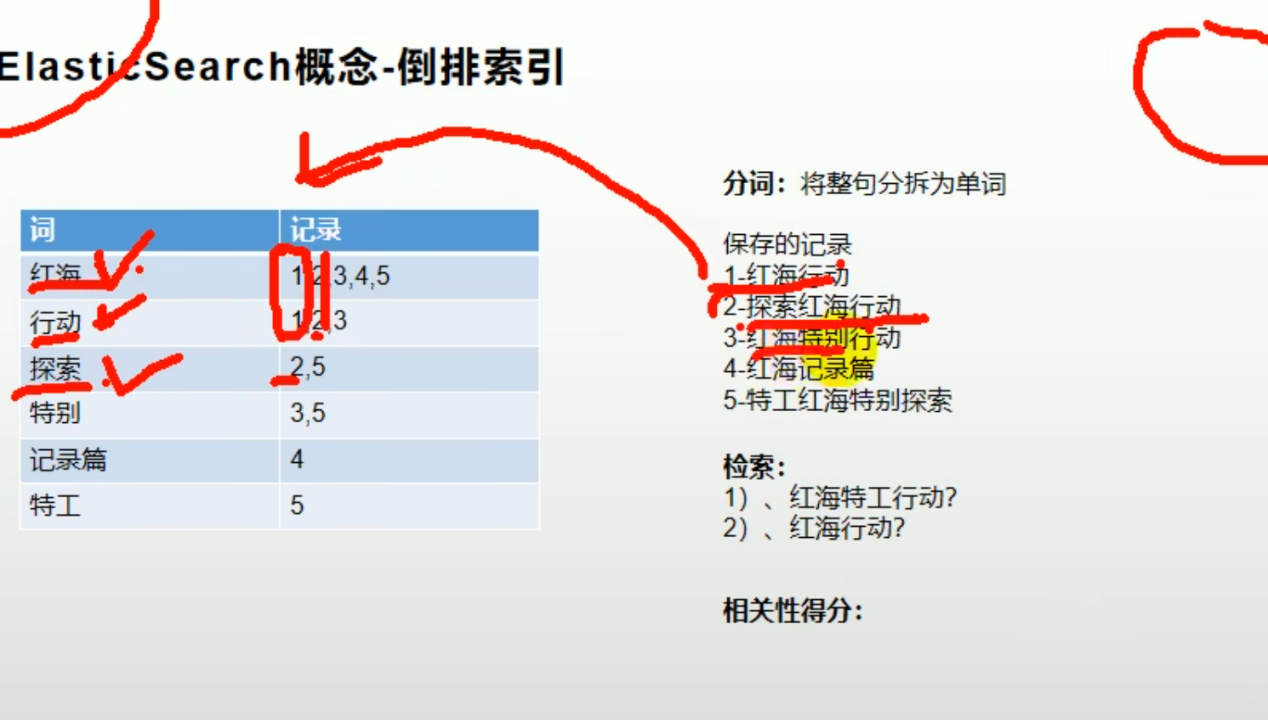 ElasticSearch概念-倒排索引
词 记录
红海 1,2,3,4,5
行动 1,2,3
探索 2,5
特别 3,5
记录篇 4
特工 5
分词：将整句分拆为单词
保存的记录
1-红海行动
2-探索红海行动
3-红海特别行动
4-红海记录篇
5-特工红海特别探索
检索：
1）、红海特工行动？
2）、红海行动？
相关性得分：